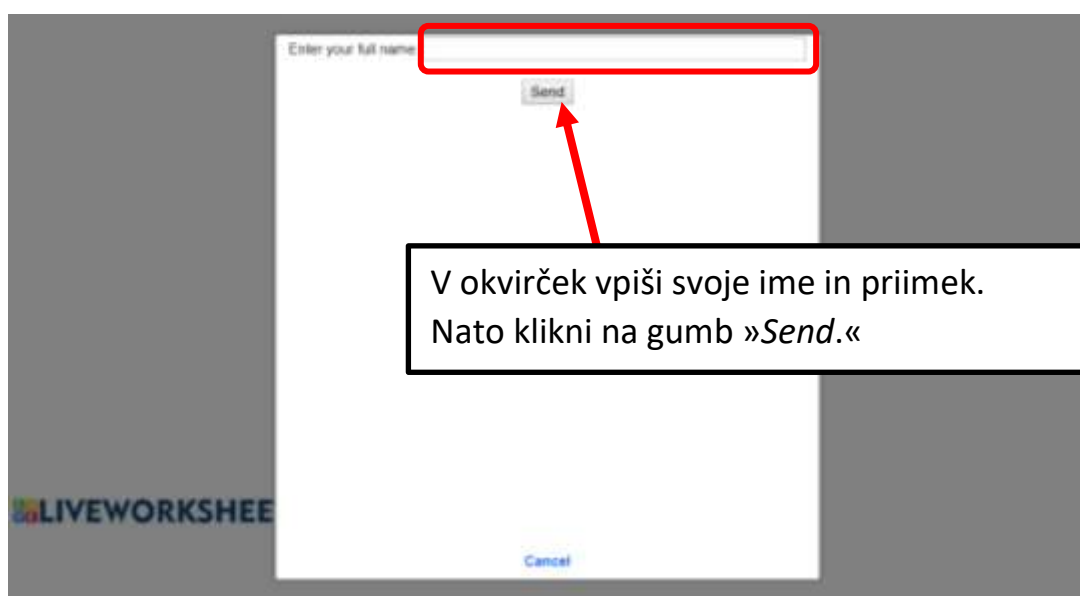 Enter your full name
Send
V okvirček vpiši svoje ime in priimek.
Nato klikni na gumb »Send.«
LIVEWORKSHEE
Cancel